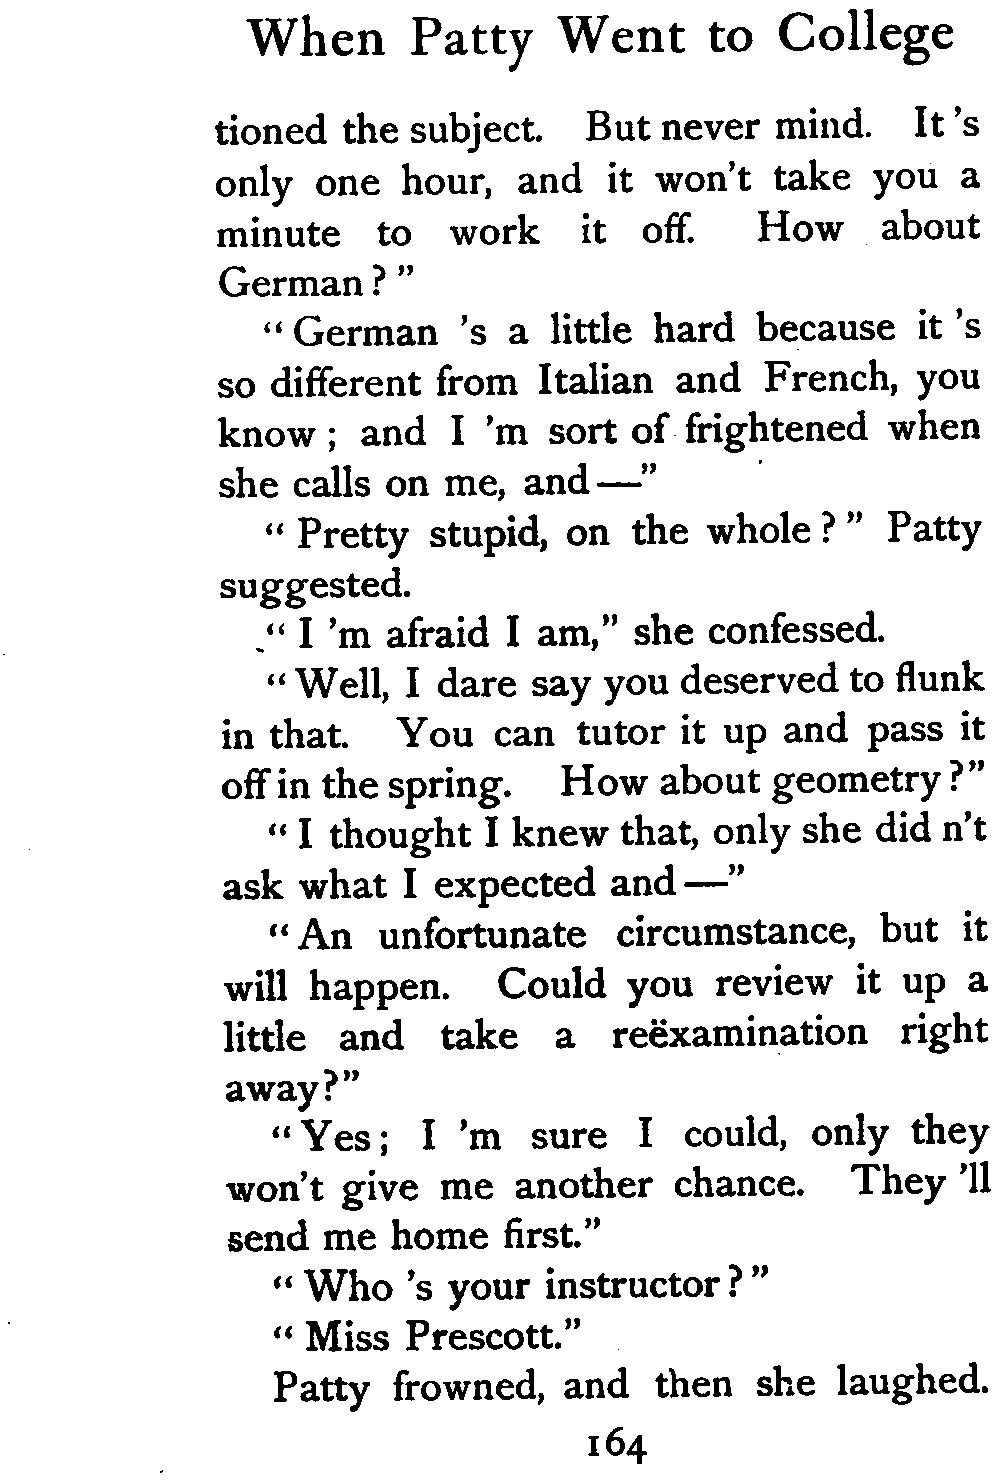 When Patty Went to College
tioned the subject. But never mind. It 's
only one hour, and it won't take you a
minute to work it off. How about
German?"
"German 's a little hard because it 's
so different from Italian and French, you
know; and I 'm sort of frightened when
she calls on me, and—"
"Pretty stupid, on the whole?" Patty
suggested.
"I 'm afraid I am," she confessed.
"Well, I dare say you deserved to flunk
in that. You can tutor it up and pass it
off in the spring. How about geometry?"
"I thought I knew that, only she did n't
ask what I expected and—"
"An unfortunate circumstance, but it
will happen. Could you review it up a
little and take a reëxamination right
away?"
"Yes; I 'm sure I could, only they
won't give me another chance. They 'll
send me home first."
"Who 's your instructor?"
"Miss Prescott."
Patty frowned, and then she laughed.
164